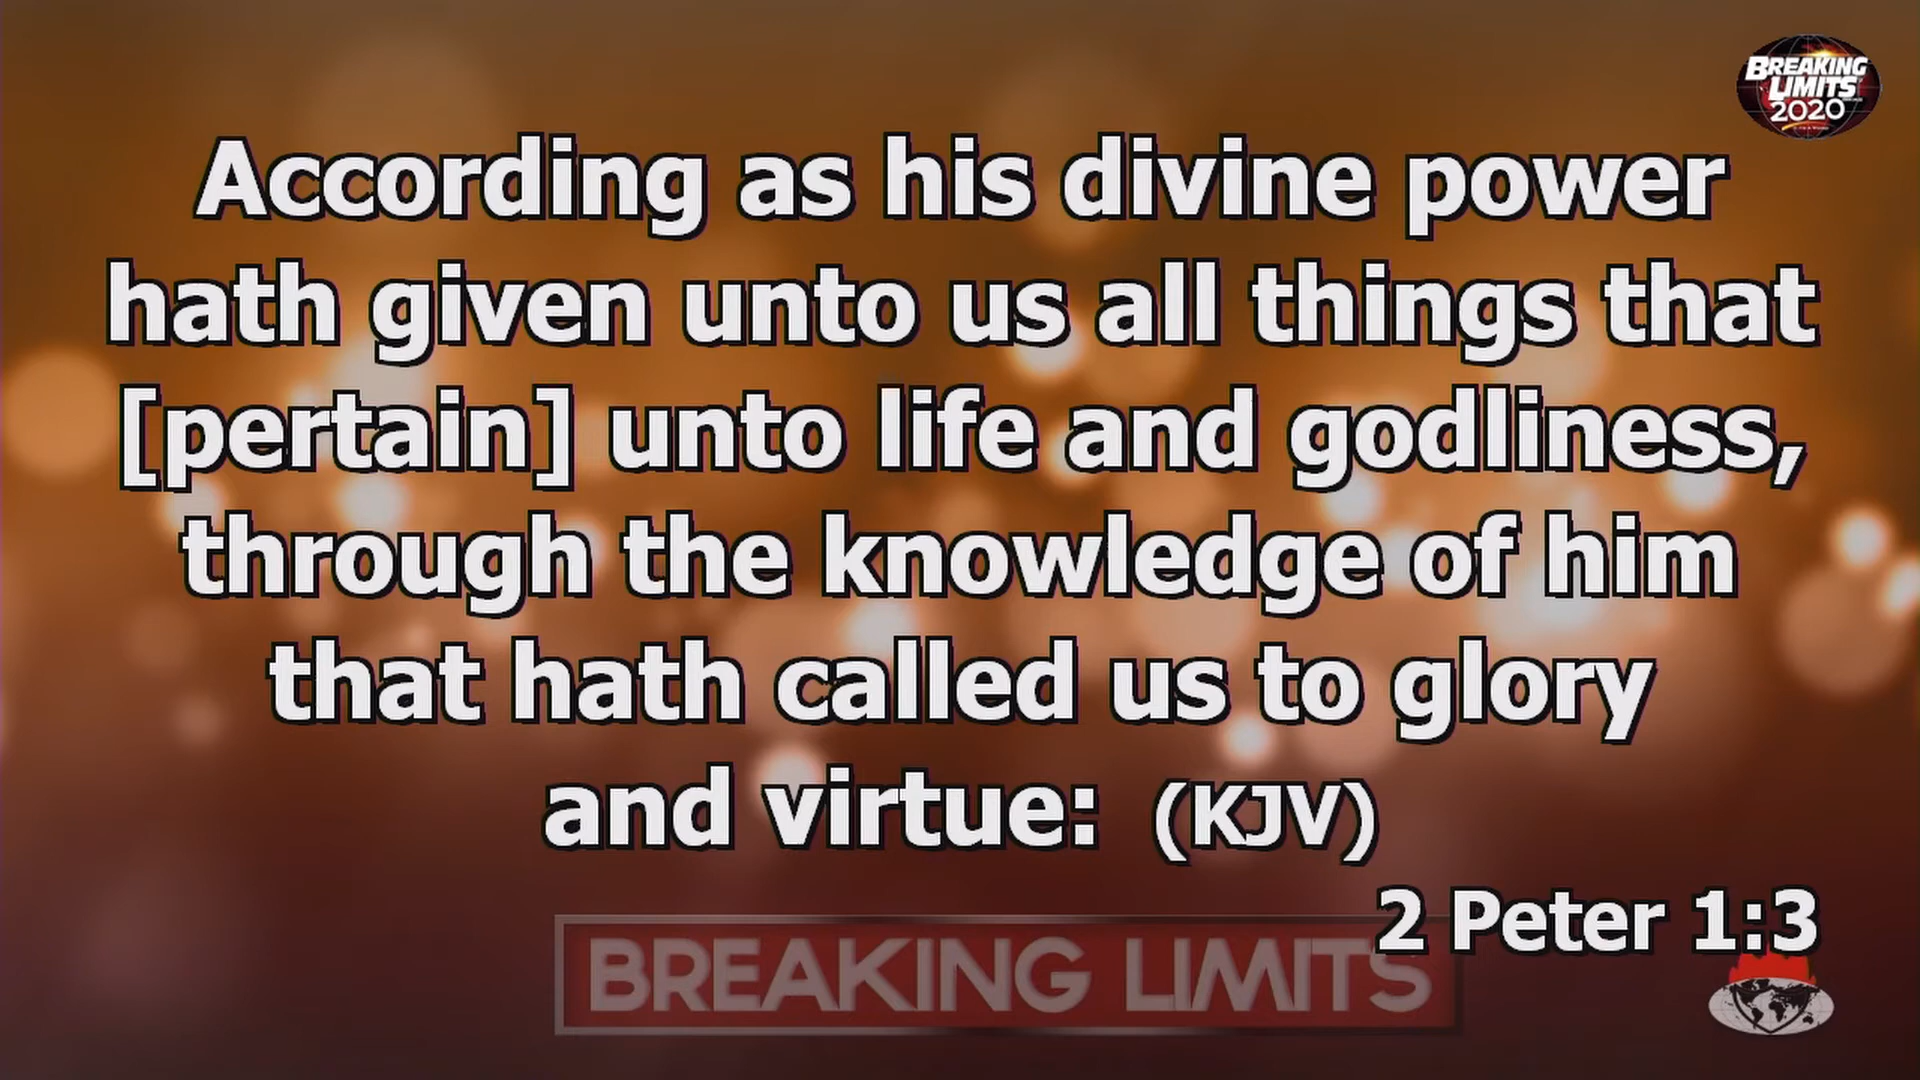 BREAKING
LIMITS
2020
According as his divine power
hath given unto us all things that
[pertain] unto life and godliness,
through the knowledge of him
that hath called us to glory
and virtue: (KJV)
2 Peter 1:3
BREAKING LIMITS